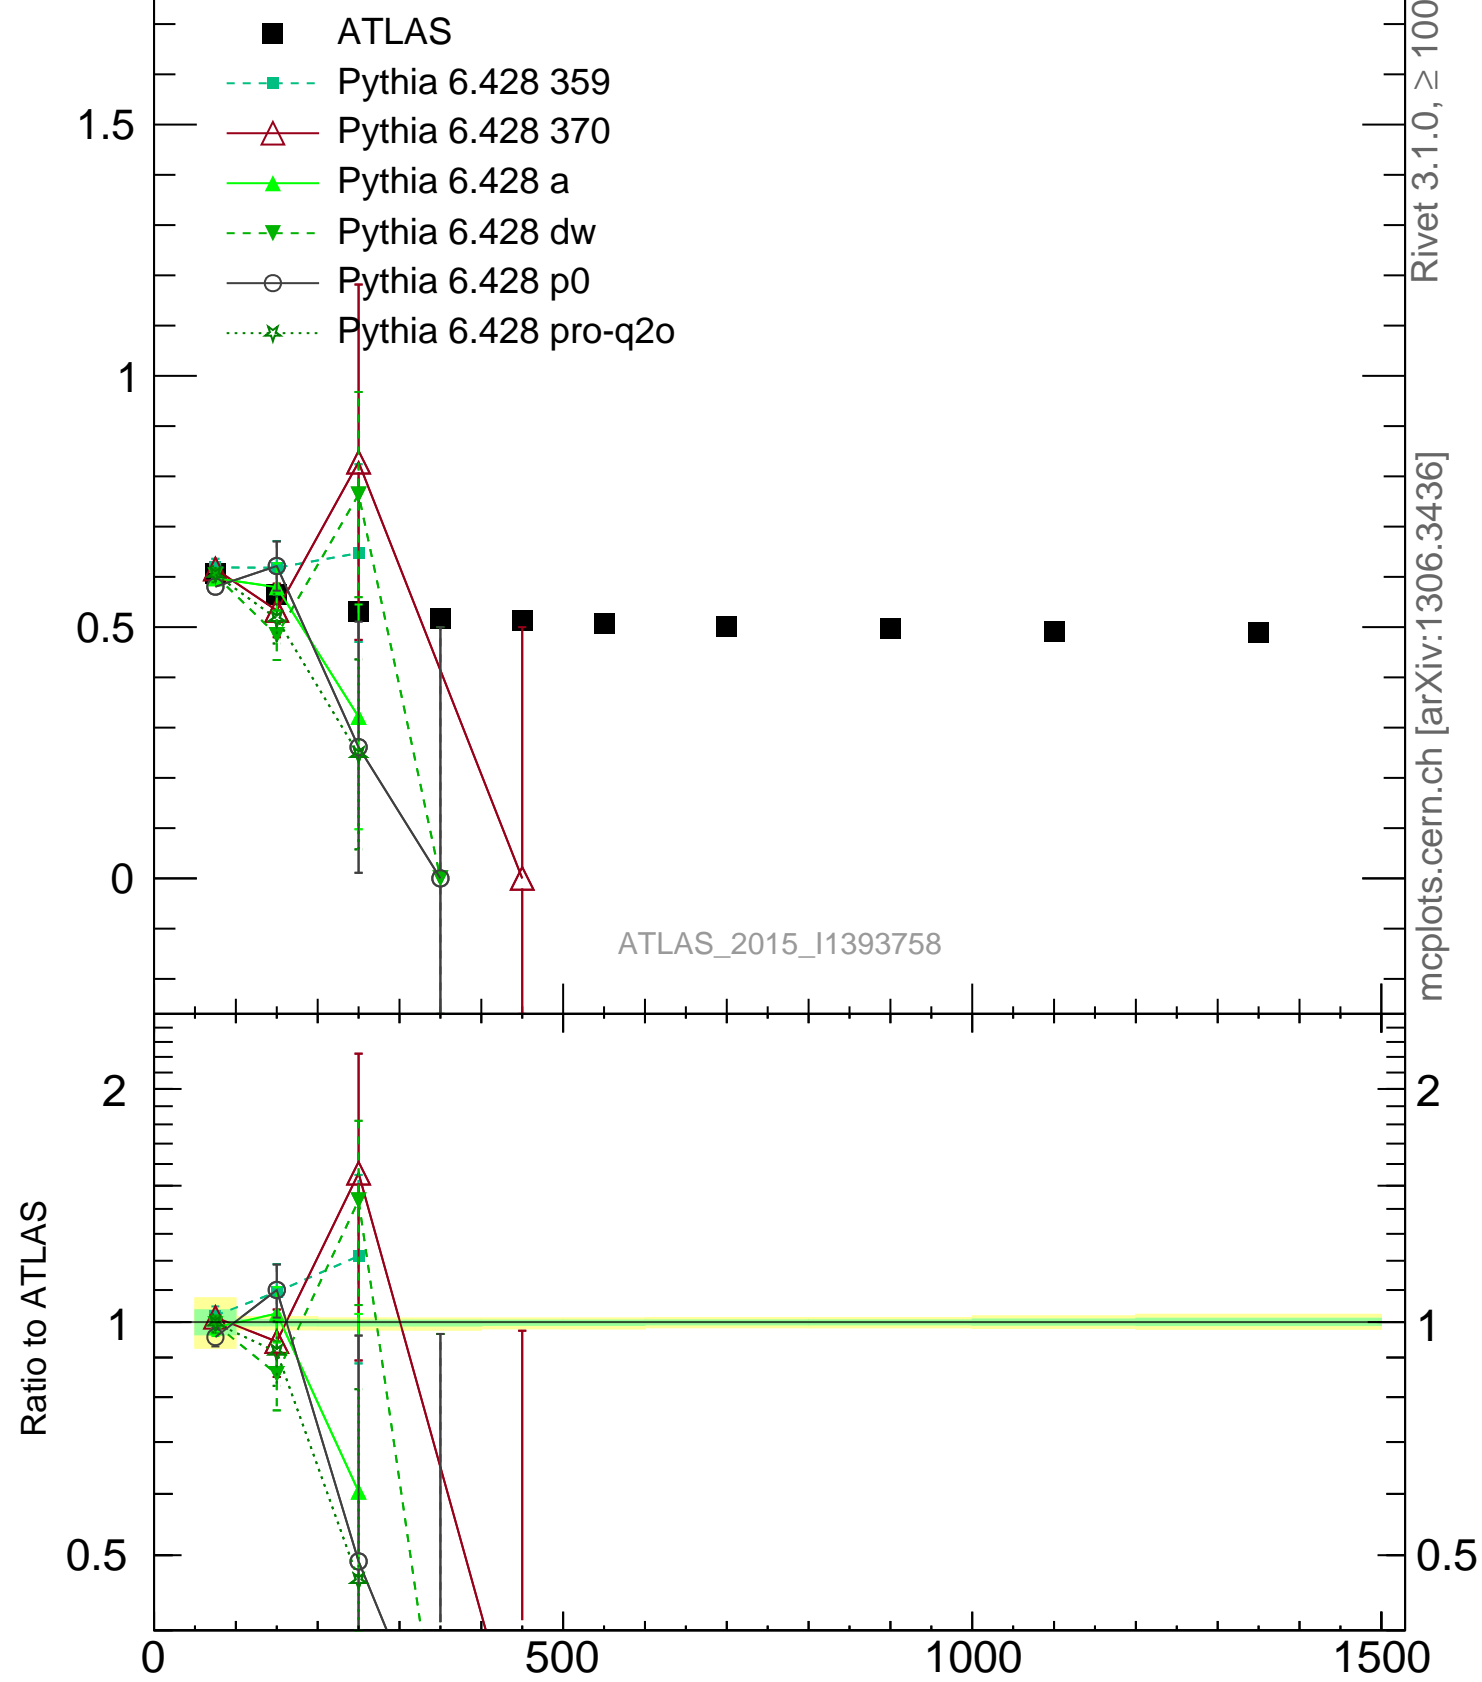 ATLAS
Pythia 6.428 359
Pythia 6.428 370
Pythia 6.428 a
Pythia 6.428 dw
Pythia 6.428 p0
Pythia 6.428 pro-q2o
1.5
1
0.5
0
ATLAS_2015_I1393758
Rivet 3.1.0, ≥ 100
mcplots.cern.ch [arXiv:1306.3436]
Ratio to ATLAS
2
1
0.5
2
1
0.5
0
500
1000
1500